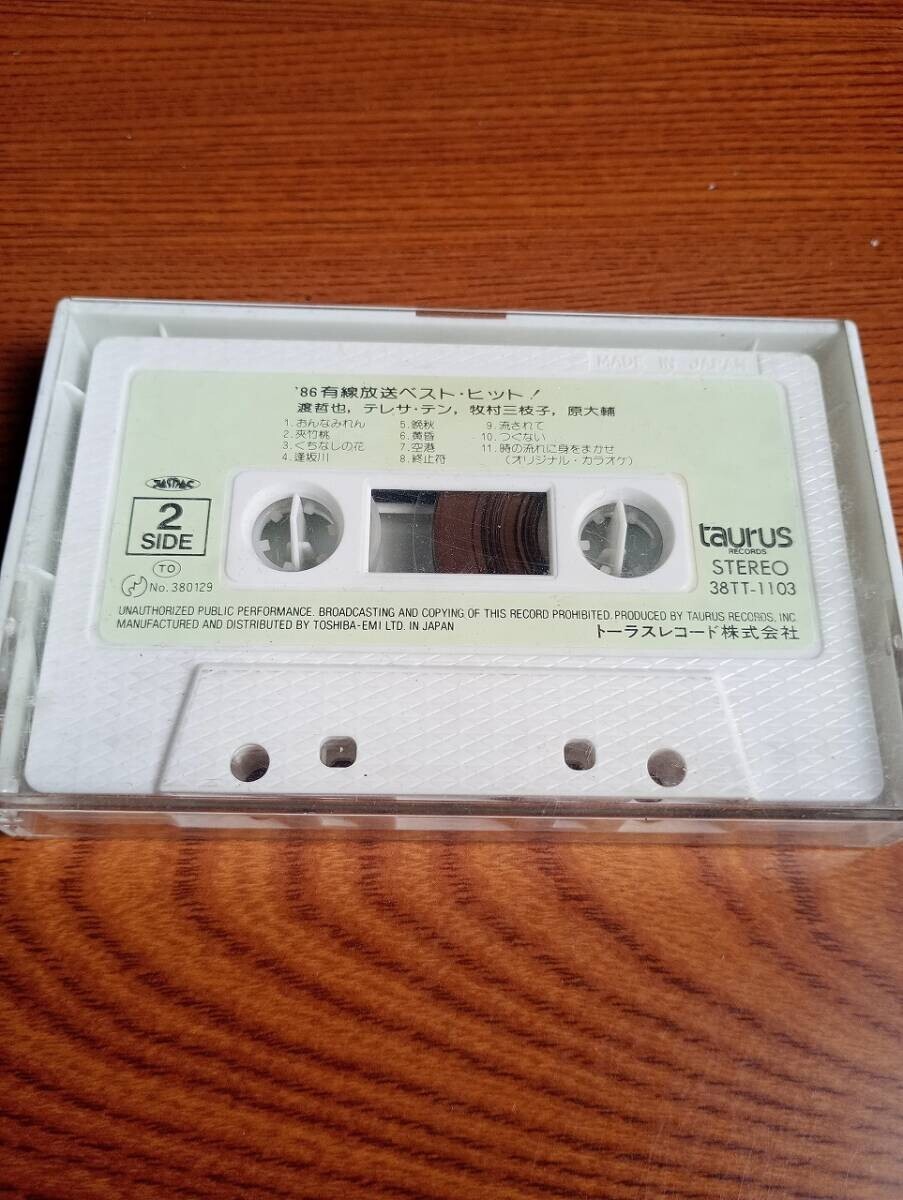 MADE IN JAPAN
'86 有線放送ベスト・ヒット!
渡哲也, テレサ・テン, 牧村三枝子, 原大輔
1. おんなみれん
2. 夾竹桃
3. くちなしの花
4. 逢坂川
5. 晩秋
6. 黄昏
7. 空港
8. 終止符
9. 流されて
10. つぐない
11. 時の流れに身をまかせ
(オリジナル・カラオケ)
JASRAC
2
SIDE
TO
No. 380129
taurus
RECORDS
STEREO
38TT-1103
UNAUTHORIZED PUBLIC PERFORMANCE. BROADCASTING AND COPYING OF THIS RECORD PROHIBITED. PRODUCED BY TAURUS RECORDS, INC
MANUFACTURED AND DISTRIBUTED BY TOSHIBA-EMI LTD. IN JAPAN
トーラスレコード株式会社